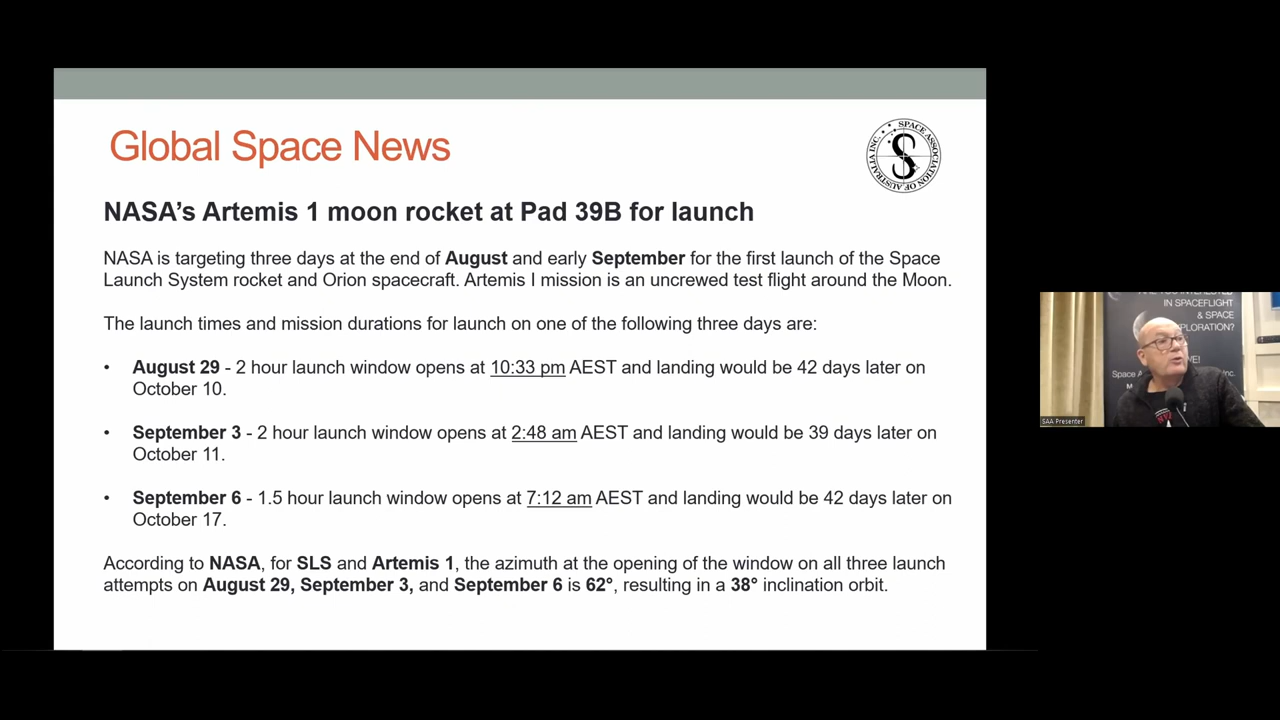 Global Space News
SPACE ASSOCIATION OF AUSTRALIA INC.
S
NASA's Artemis 1 moon rocket at Pad 39B for launch
NASA is targeting three days at the end of August and early September for the first launch of the Space
Launch System rocket and Orion spacecraft. Artemis I mission is an uncrewed test flight around the Moon.
The launch times and mission durations for launch on one of the following three days are:
• August 29 - 2 hour launch window opens at 10:33 pm AEST and landing would be 42 days later on
October 10.
• September 3 - 2 hour launch window opens at 2:48 am AEST and landing would be 39 days later on
October 11.
• September 6 - 1.5 hour launch window opens at 7:12 am AEST and landing would be 42 days later on
October 17.
According to NASA, for SLS and Artemis 1, the azimuth at the opening of the window on all three launch
attempts on August 29, September 3, and September 6 is 62°, resulting in a 38° inclination orbit.
IN SPACEFLIGHT
& SPACE
PLORATION?
Space
SAA Presenter